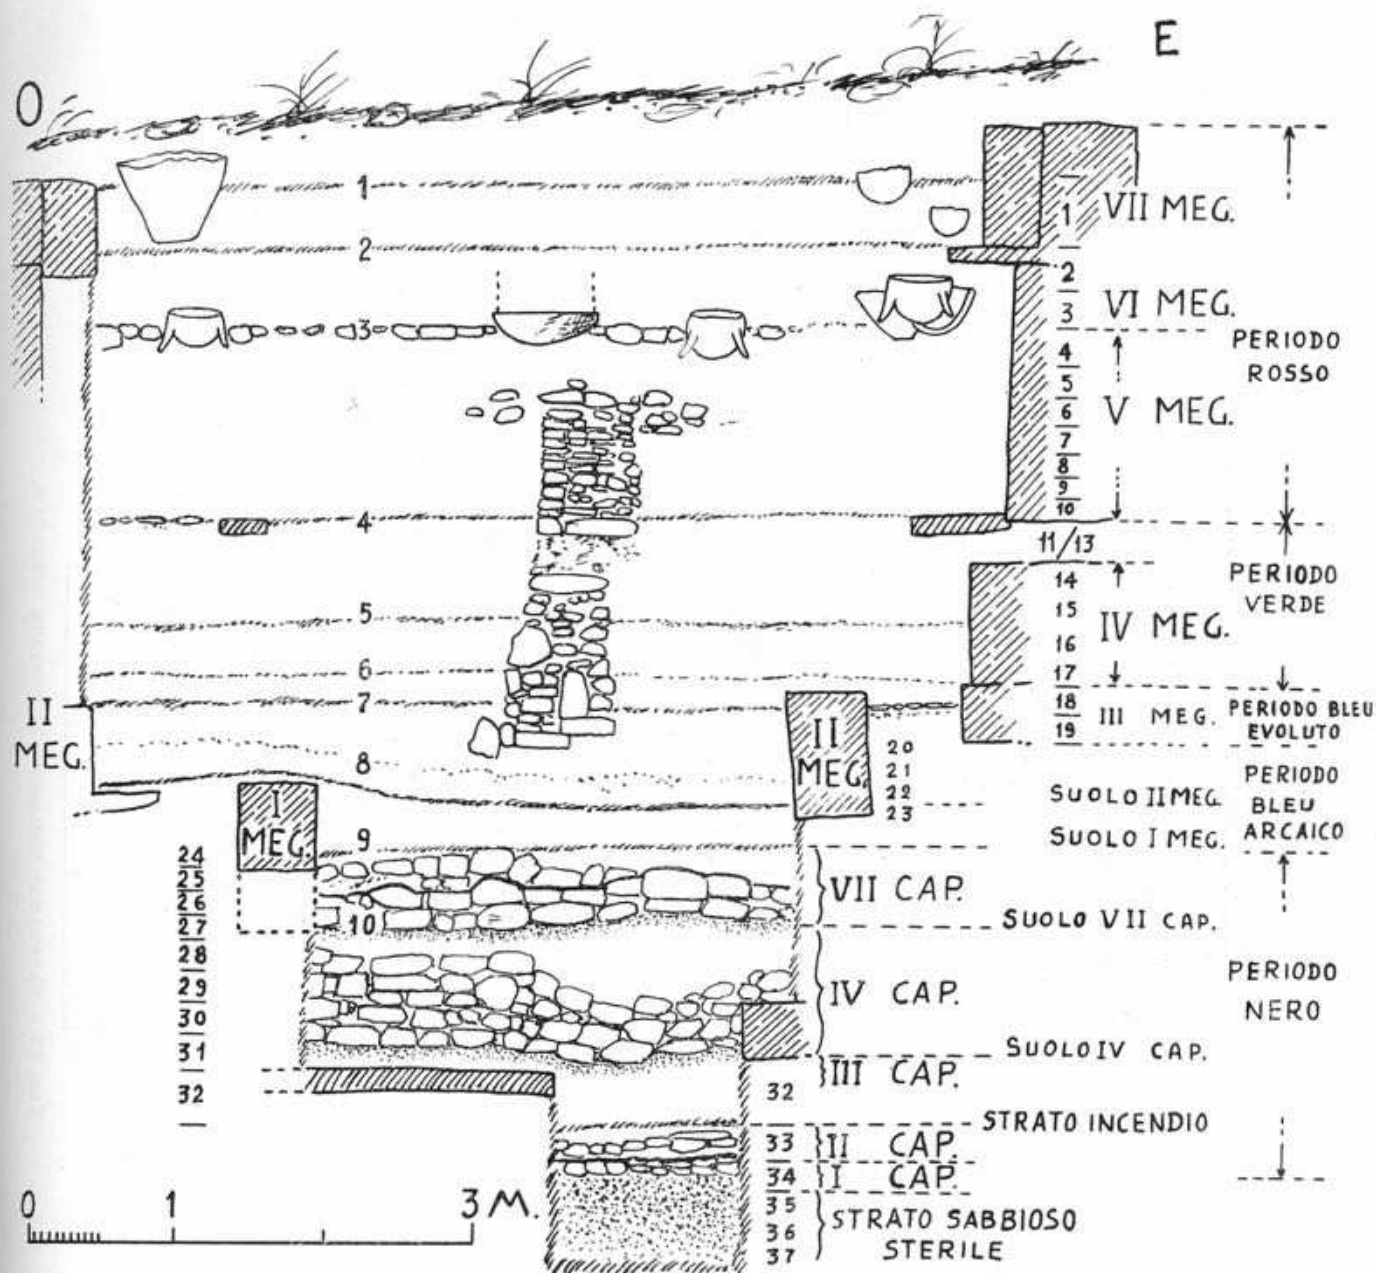 E
O
1
1
VII MEG.
2
2
3
VI MEG.
3
PERIODO
ROSSO
4
5
6
V MEG.
7
8
9
10
4
11/13
14
PERIODO
VERDE
15
5
IV MEG.
16
6
17
II
MEG.
7
18
III MEG.
PERIODO BLEU
EVOLUTO
19
II
MEG.
20
8
21
22
23
SUOLO II MEG.
PERIODO
BLEU
ARCAICO
I
MEG.
SUOLO I MEG.
9
24
25
26
27
10
VII CAP.
SUOLO VII CAP.
28
29
30
31
IV CAP.
PERIODO
NERO
SUOLO IV CAP.
III CAP.
32
32
STRATO INCENDIO
33
II CAP.
34
I CAP.
35
36
37
STRATO SABBIOSO
STERILE
0 1 3 M.